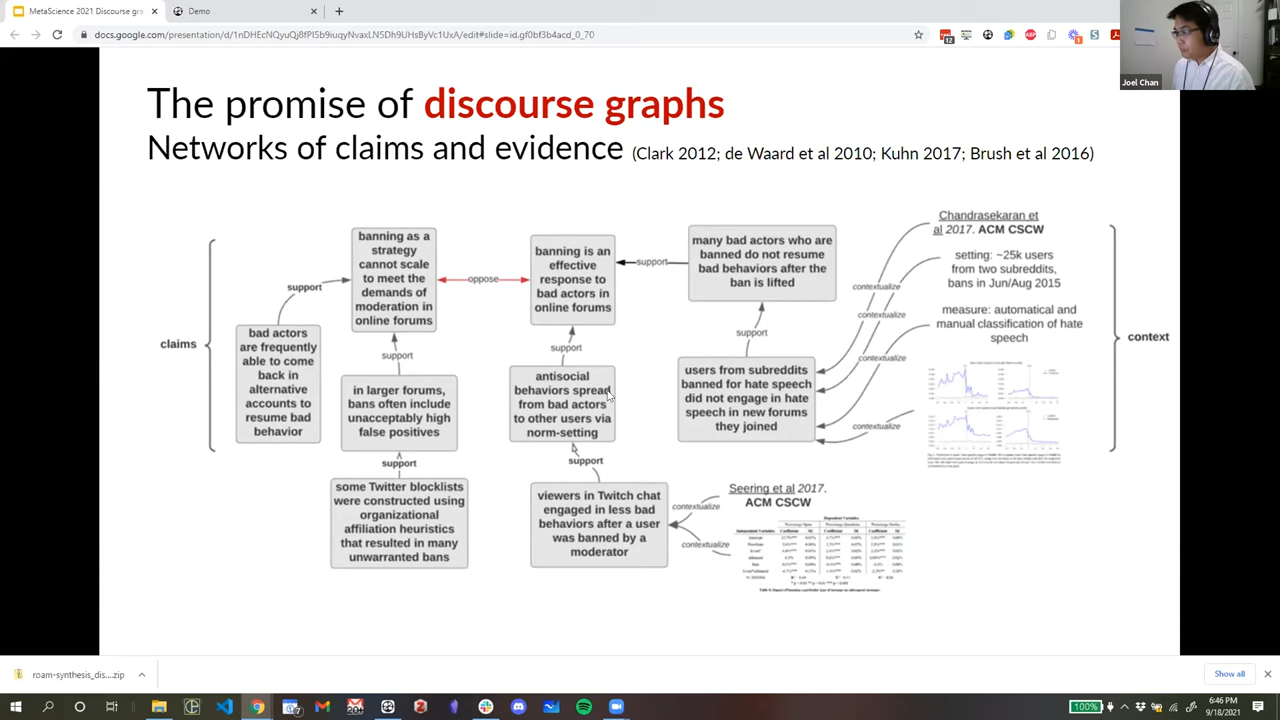 MetaScience 2021 Discourse gra
Demo
docs.google.com/presentation/d/1nDHEcNQyuQj8fPI5b9iuqyNvaxLN5Dh9UHsByVc1UxA/edit#slide=id.gf0bf3b4acd_0_70
12
ABP
1
Joel Chan
The promise of discourse graphs
Networks of claims and evidence (Clark 2012; de Waard et al 2010; Kuhn 2017; Brush et al 2016)
claims
support
bad actors
are frequently
able to come
back in
alternative
accounts to
resume bad
behavior
banning as a
strategy
cannot scale
to meet the
demands of
moderation in
online forums
oppose
support
in larger forums,
bans often include
unacceptably high
false positives
support
some Twitter blocklists
were constructed using
organizational
affiliation heuristics
that resulted in many
unwarranted bans
banning is an
effective
response to
bad actors in
online forums
support
support
antisocial
behaviors spread
from bad actors
to other users via
norm-setting
support
viewers in Twitch chat
engaged in less bad
behaviors after a user
was banned by a
moderator
contextualize
contextualize
Seering et al 2017.
ACM CSCW
many bad actors who are
banned do not resume
bad behaviors after the
ban is lifted
support
users from subreddits
banned for hate speech
did not engage in hate
speech in new forums
they joined
contextualize
contextualize
contextualize
contextualize
Chandrasekaran et
al 2017. ACM CSCW
setting: ~25k users
from two subreddits,
bans in Jun/Aug 2015
measure: automatical and
manual classification of hate
speech
context
roam-synthesis_dis....zip
Show all
100%
6:46 PM
9/18/2021